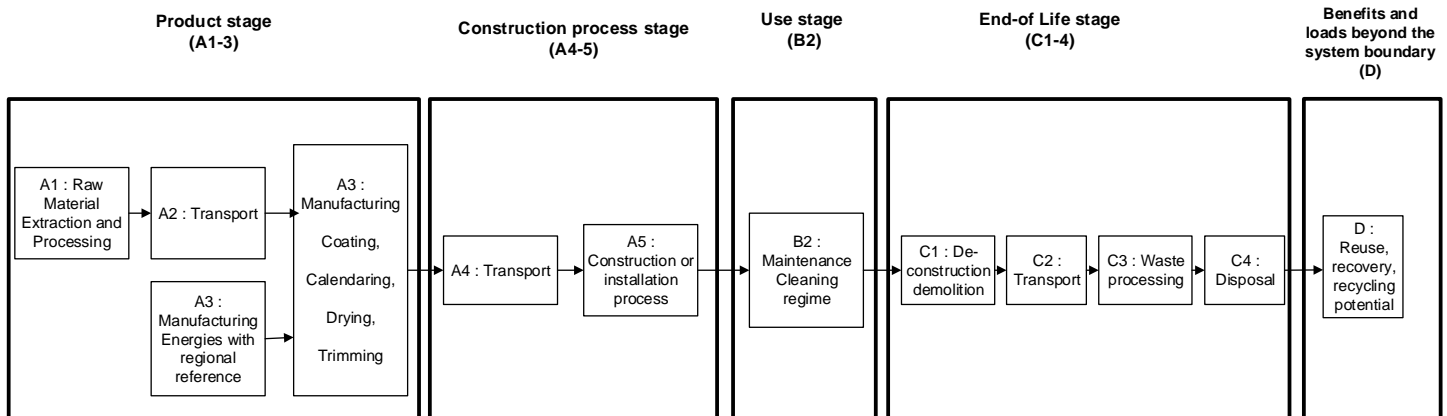 Product stage
(A1-3)
Construction process stage
(A4-5)
Use stage
(B2)
End-of Life stage
(C1-4)
Benefits and
loads beyond the
system boundary
(D)
A1 : Raw
Material
Extraction and
Processing
A2 : Transport
A3 :
Manufacturing
Energies with
regional
reference
A3 :
Manufacturing
Coating,
Calendaring,
Drying,
Trimming
A4 : Transport
A5 :
Construction or
installation
process
B2 :
Maintenance
Cleaning
regime
C1 : De-
construction
demolition
C2 :
Transport
C3 : Waste
processing
C4 :
Disposal
D :
Reuse,
recovery,
recycling
potential